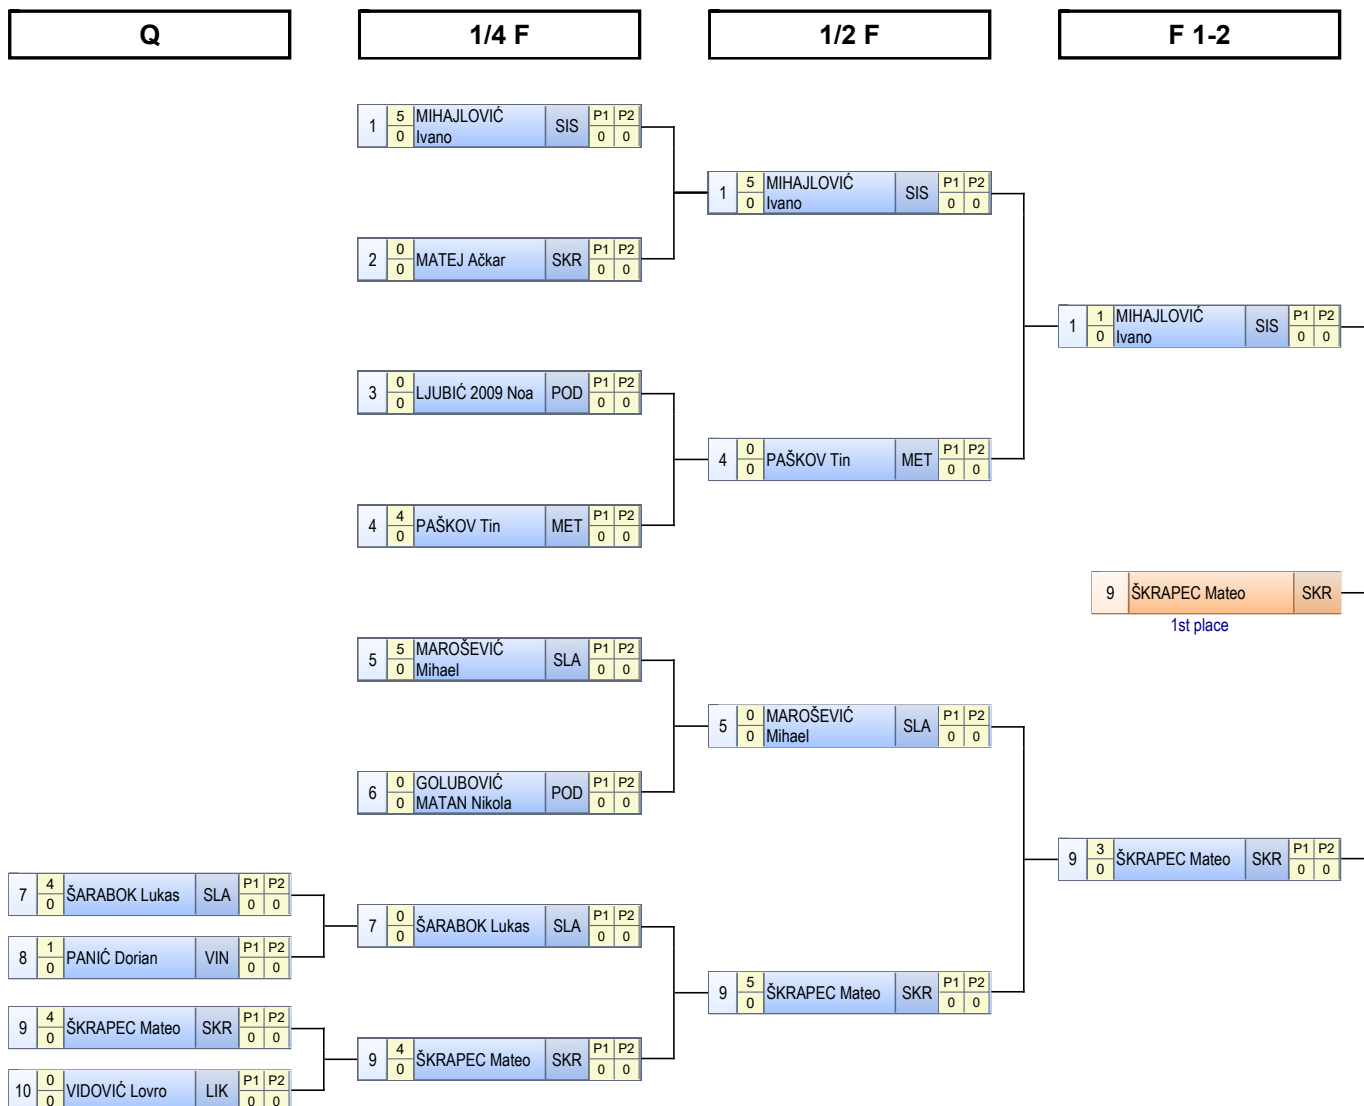 Q 1/4 F 1/2 F F 1-2
1 5 0 MIHAJLOVIĆ Ivano SIS P1 P2 0 0
1 5 0 MIHAJLOVIĆ Ivano SIS P1 P2 0 0
2 0 0 MATEJ Ačkar SKR P1 P2 0 0
1 1 0 MIHAJLOVIĆ Ivano SIS P1 P2 0 0
3 0 0 LJUBIĆ 2009 Noa POD P1 P2 0 0
4 0 0 PAŠKOV Tin MET P1 P2 0 0
4 4 0 PAŠKOV Tin MET P1 P2 0 0
9 ŠKRAPEC Mateo SKR
1st place
5 5 0 MAROŠEVIĆ Mihael SLA P1 P2 0 0
5 0 0 MAROŠEVIĆ Mihael SLA P1 P2 0 0
6 0 0 GOLUBOVIĆ MATAN Nikola POD P1 P2 0 0
9 3 0 ŠKRAPEC Mateo SKR P1 P2 0 0
7 4 0 ŠARABOK Lukas SLA P1 P2 0 0
7 0 0 ŠARABOK Lukas SLA P1 P2 0 0
8 1 0 PANIĆ Dorian VIN P1 P2 0 0
9 5 0 ŠKRAPEC Mateo SKR P1 P2 0 0
9 4 0 ŠKRAPEC Mateo SKR P1 P2 0 0
9 4 0 ŠKRAPEC Mateo SKR P1 P2 0 0
10 0 0 VIDOVIĆ Lovro LIK P1 P2 0 0